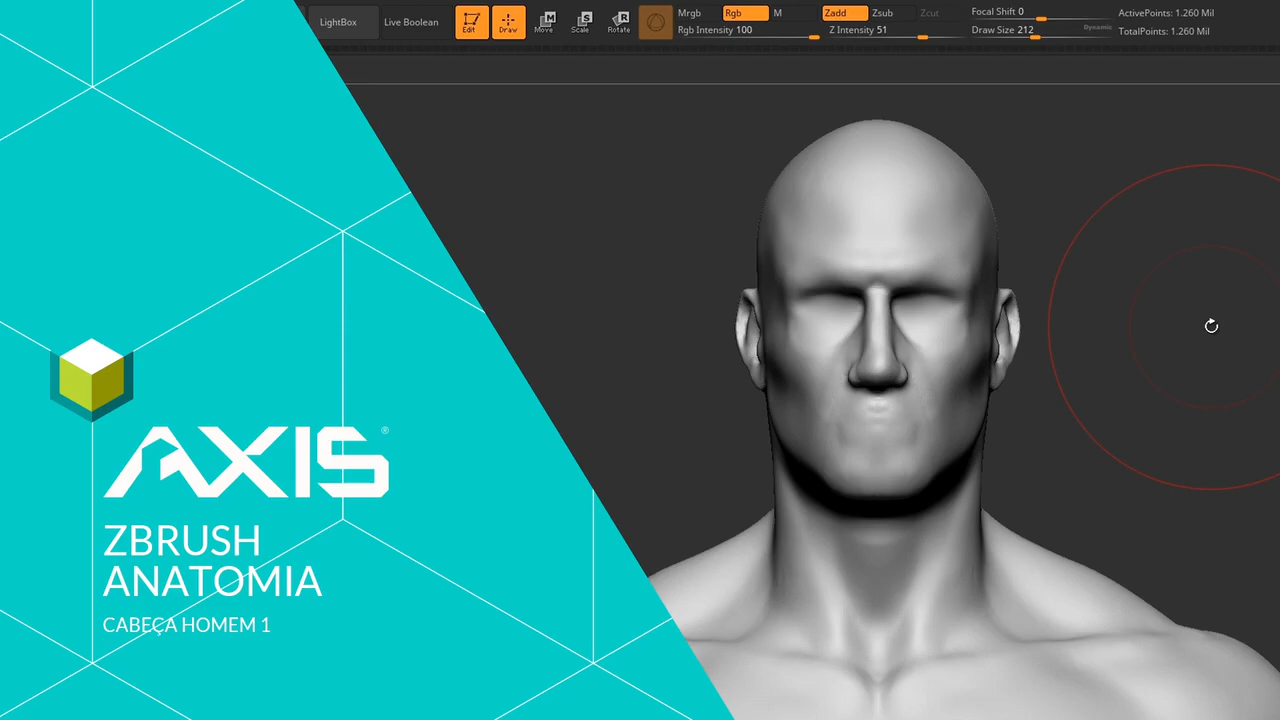 LightBox
Live Boolean
Edit
Draw
M
Move
S
Scale
R
Rotate
Mrgb Rgb M
Rgb Intensity 100
Zadd Zsub Zcut
Z Intensity 51
Focal Shift 0
Draw Size 212
Dynamic
ActivePoints: 1.260 Mil
TotalPoints: 1.260 Mil
AXIS®
ZBRUSH
ANATOMIA
CABEÇA HOMEM 1